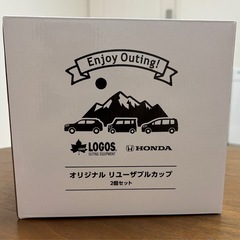 Enjoy Outing!
LOGOS HONDA
OUTING EQUIPMENT
オリジナル リユーザブルカップ
2個セット